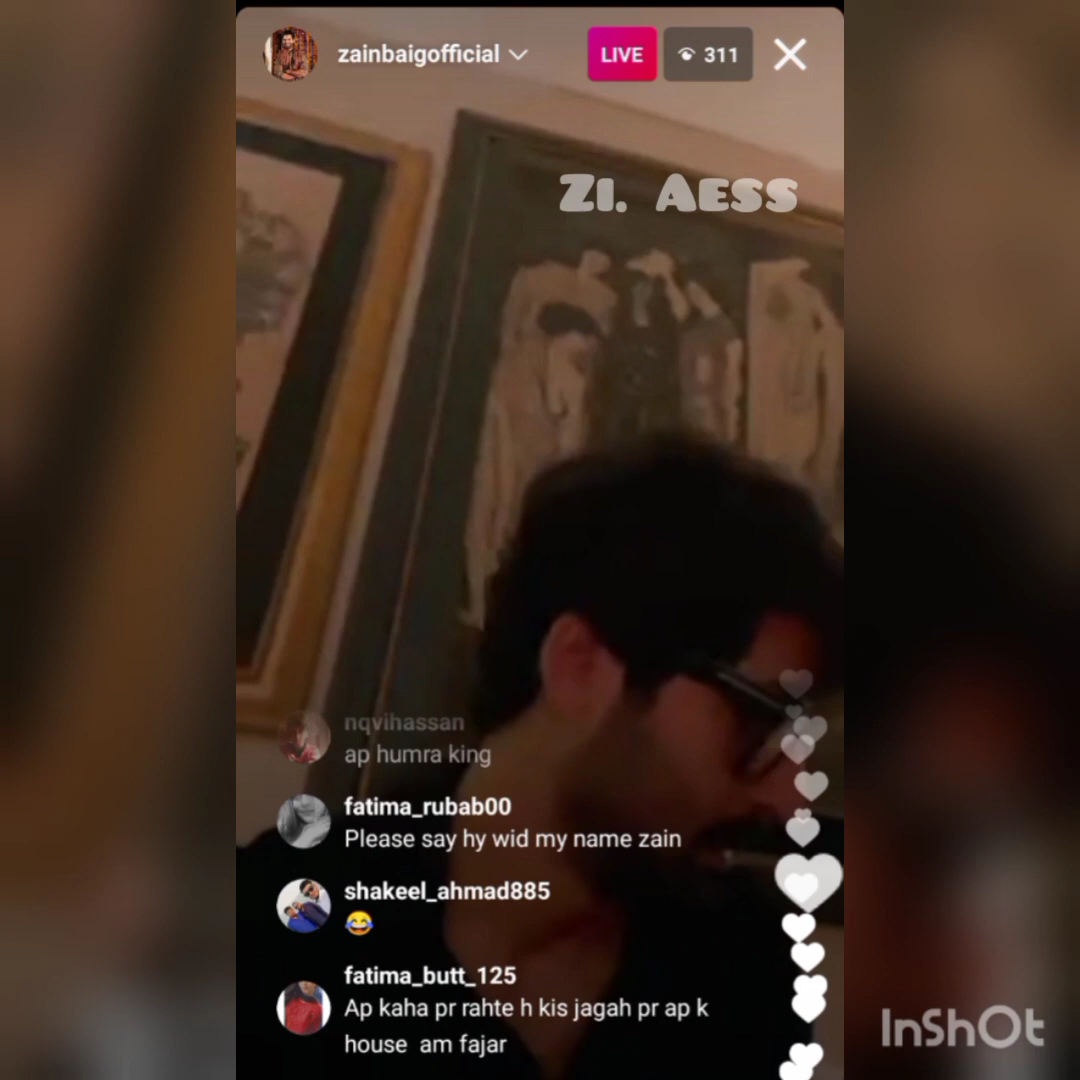 zainbaigofficial
LIVE
311
ZI. AESS
nqvihassan
ap humra king
fatima_rubab00
Please say hy wid my name zain
shakeel_ahmad885
😂
fatima_butt_125
Ap kaha pr rahte h kis jagah pr ap k
house am fajar
InShOt